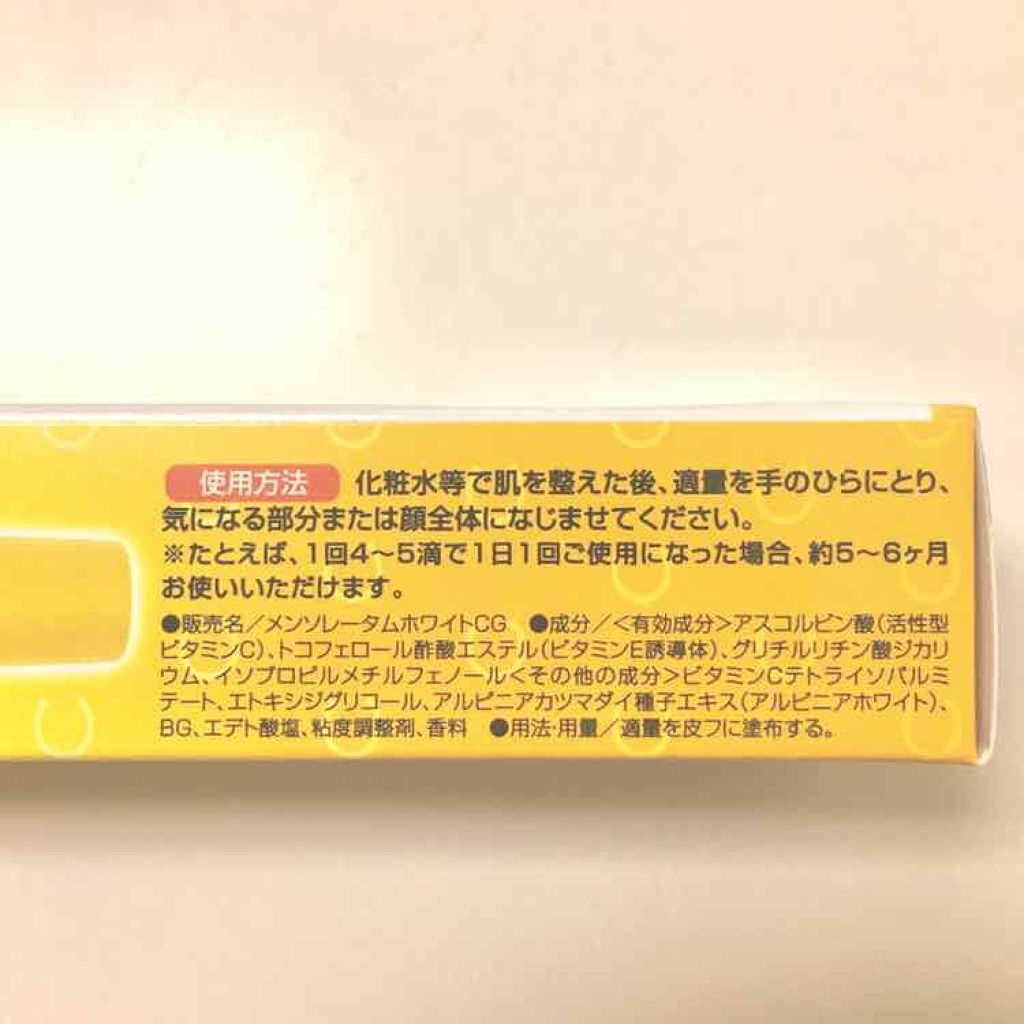 使用方法 化粧水等で肌を整えた後、適量を手のひらにとり、
気になる部分または顔全体になじませてください。
※たとえば、1回4〜5滴で1日1回ご使用になった場合、約5〜6ヶ月
お使いいただけます。
●販売名/メンソレータムホワイトCG ●成分/<有効成分>アスコルビン酸(活性型
ビタミンC)、トコフェロール酢酸エステル(ビタミンE誘導体)、グリチルリチン酸ジカリ
ウム、イソプロピルメチルフェノール<その他の成分>ビタミンCテトライソパルミ
テート、エトキシジグリコール、アルピニアカツマダイ種子エキス(アルピニアホワイト)、
BG、エデト酸塩、粘度調整剤、香料 ●用法・用量/適量を皮フに塗布する。